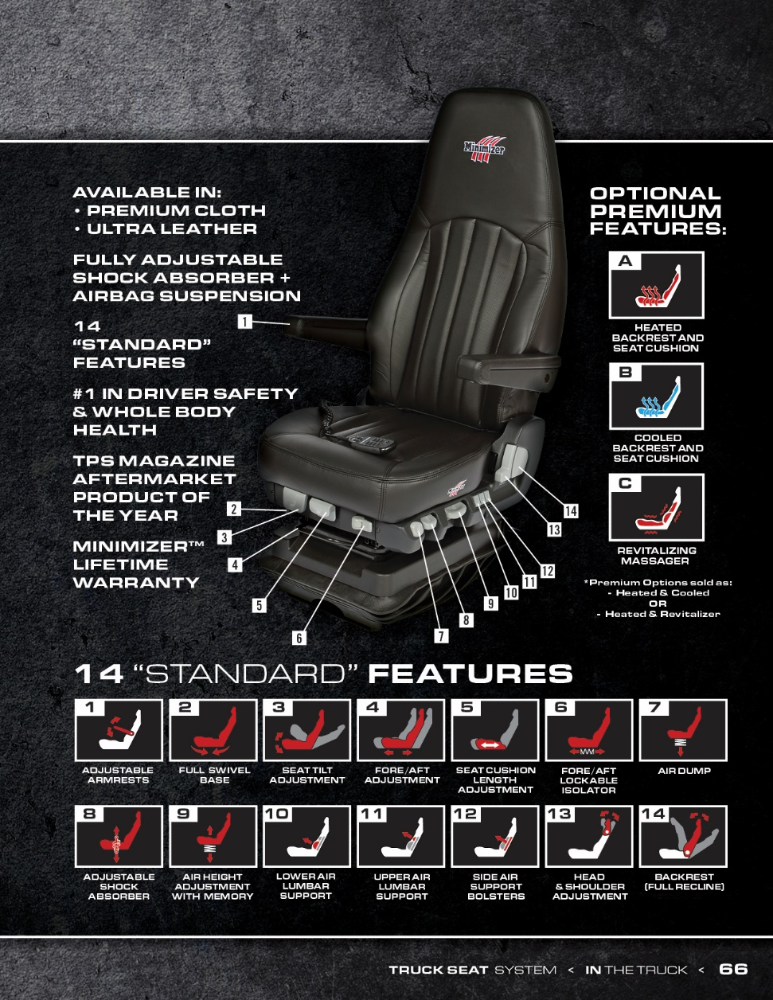 Minimizer
AVAILABLE IN:
• PREMIUM CLOTH
• ULTRA LEATHER
FULLY ADJUSTABLE
SHOCK ABSORBER +
AIRBAG SUSPENSION
14
“STANDARD”
FEATURES
#1 IN DRIVER SAFETY
& WHOLE BODY
HEALTH
TPS MAGAZINE
AFTERMARKET
PRODUCT OF
THE YEAR
MINIMIZER™
LIFETIME
WARRANTY
1
2
3
4
5
6
7
8
9
10
11
12
13
14
OPTIONAL
PREMIUM
FEATURES:
A
HEATED
BACKREST AND
SEAT CUSHION
B
COOLED
BACKREST AND
SEAT CUSHION
C
REVITALIZING
MASSAGER
*Premium Options sold as:
- Heated & Cooled
OR
- Heated & Revitalizer
14 “STANDARD” FEATURES
1
ADJUSTABLE
ARMRESTS
2
FULL SWIVEL
BASE
3
SEAT TILT
ADJUSTMENT
4
FORE/AFT
ADJUSTMENT
5
SEAT CUSHION
LENGTH
ADJUSTMENT
6
FORE/AFT
LOCKABLE
ISOLATOR
7
AIR DUMP
8
ADJUSTABLE
SHOCK
ABSORBER
9
AIR HEIGHT
ADJUSTMENT
WITH MEMORY
10
LOWER AIR
LUMBAR
SUPPORT
11
UPPER AIR
LUMBAR
SUPPORT
12
SIDE AIR
SUPPORT
BOLSTERS
13
HEAD
& SHOULDER
ADJUSTMENT
14
BACKREST
(FULL RECLINE)
TRUCK SEAT SYSTEM < IN THE TRUCK < 66